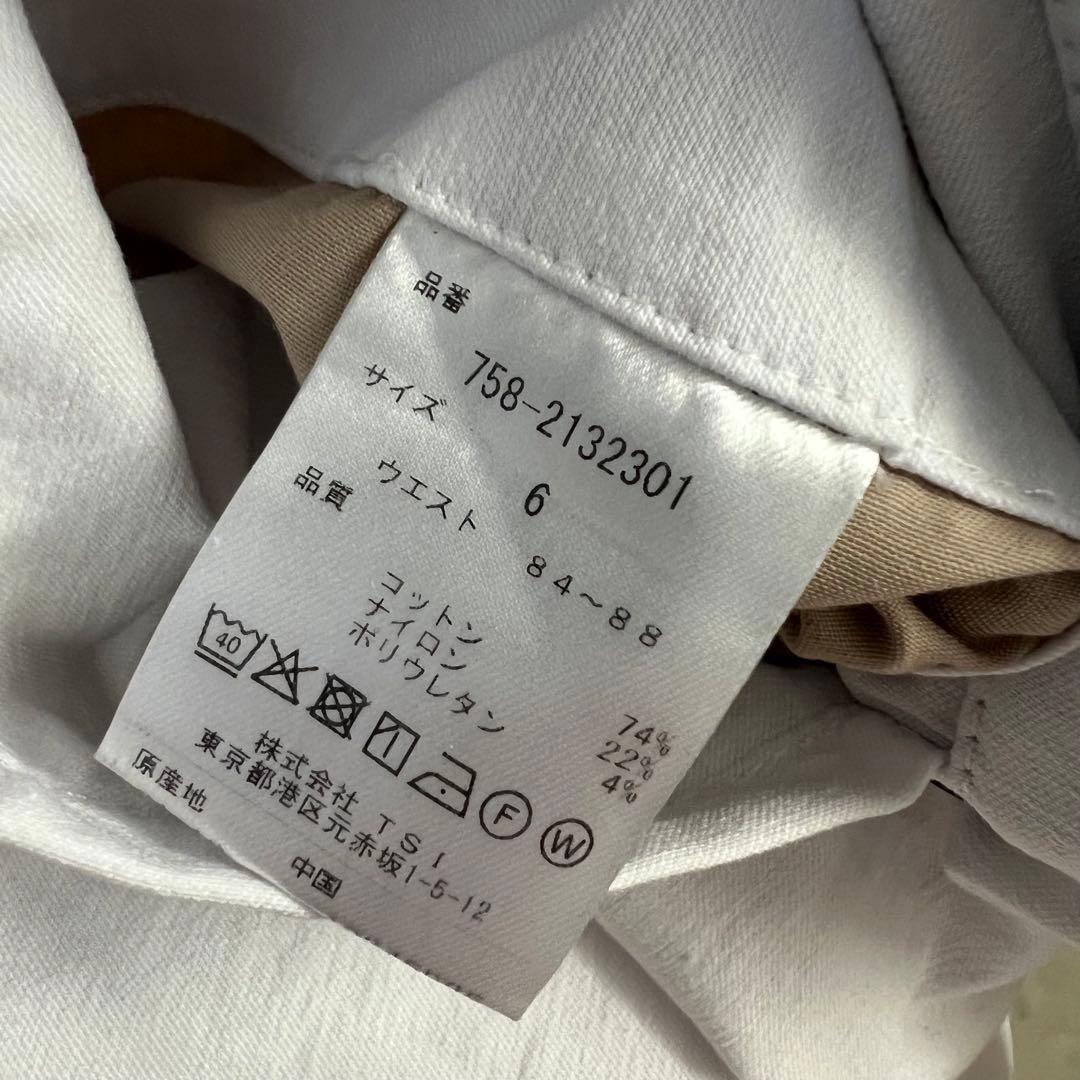 品番
758-2132301
サイズ 6
ウエスト 84～88
品質
コットン 74%
ナイロン 22%
ポリウレタン 4%
40
F W
株式会社 TSI
東京都港区元赤坂1-5-12
原産地
中国